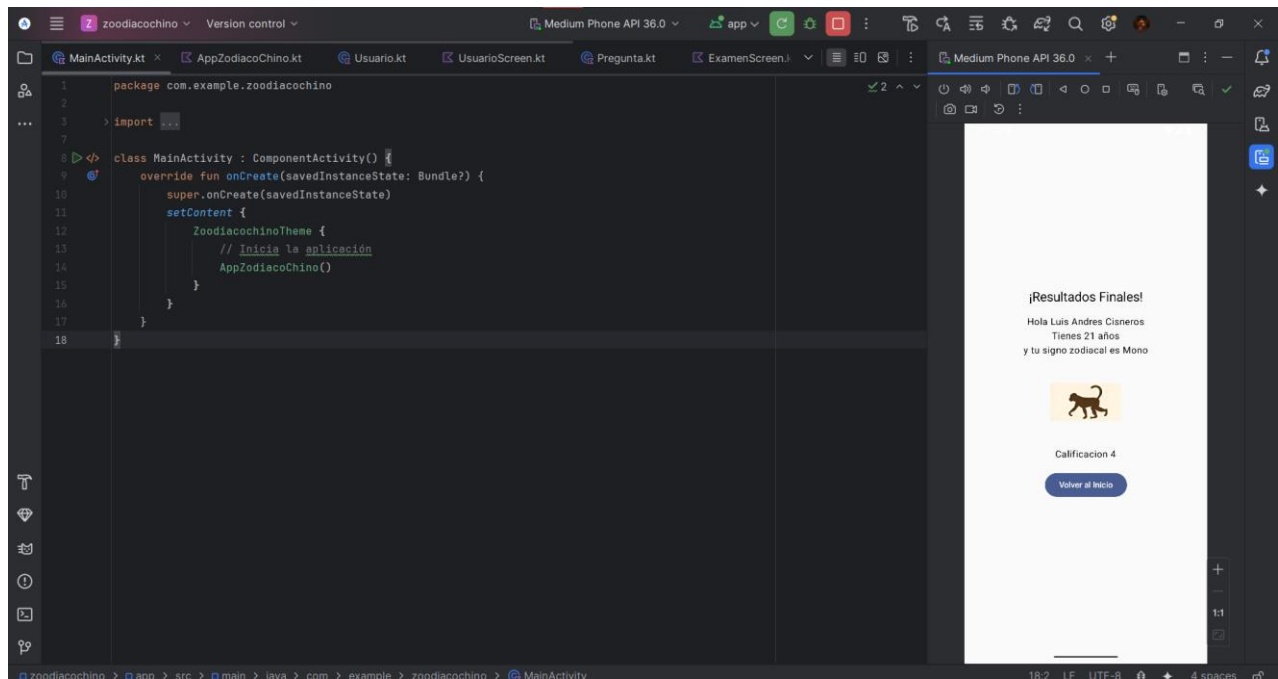 Z zoodiacochino Version control Medium Phone API 36.0 app
MainActivity.kt AppZodiacoChino.kt Usuario.kt UsuarioScreen.kt Pregunta.kt ExamenScreen.k Medium Phone API 36.0
1 package com.example.zoodiacochino 2
2
3 import ...
7
8 class MainActivity : ComponentActivity() {
9 override fun onCreate(savedInstanceState: Bundle?) {
10 super.onCreate(savedInstanceState)
11 setContent {
12 ZoodiacochinoTheme {
13 // Inicia la aplicación
14 AppZodiacoChino()
15 }
16 }
17 }
18 }
¡Resultados Finales!
Hola Luis Andres Cisneros
Tienes 21 años
y tu signo zodiacal es Mono
Calificacion 4
Volver al Inicio
1:1
zoodiacochino > app > src > main > java > com > example > zoodiacochino > MainActivity 18:2 LF UTF-8 4 spaces